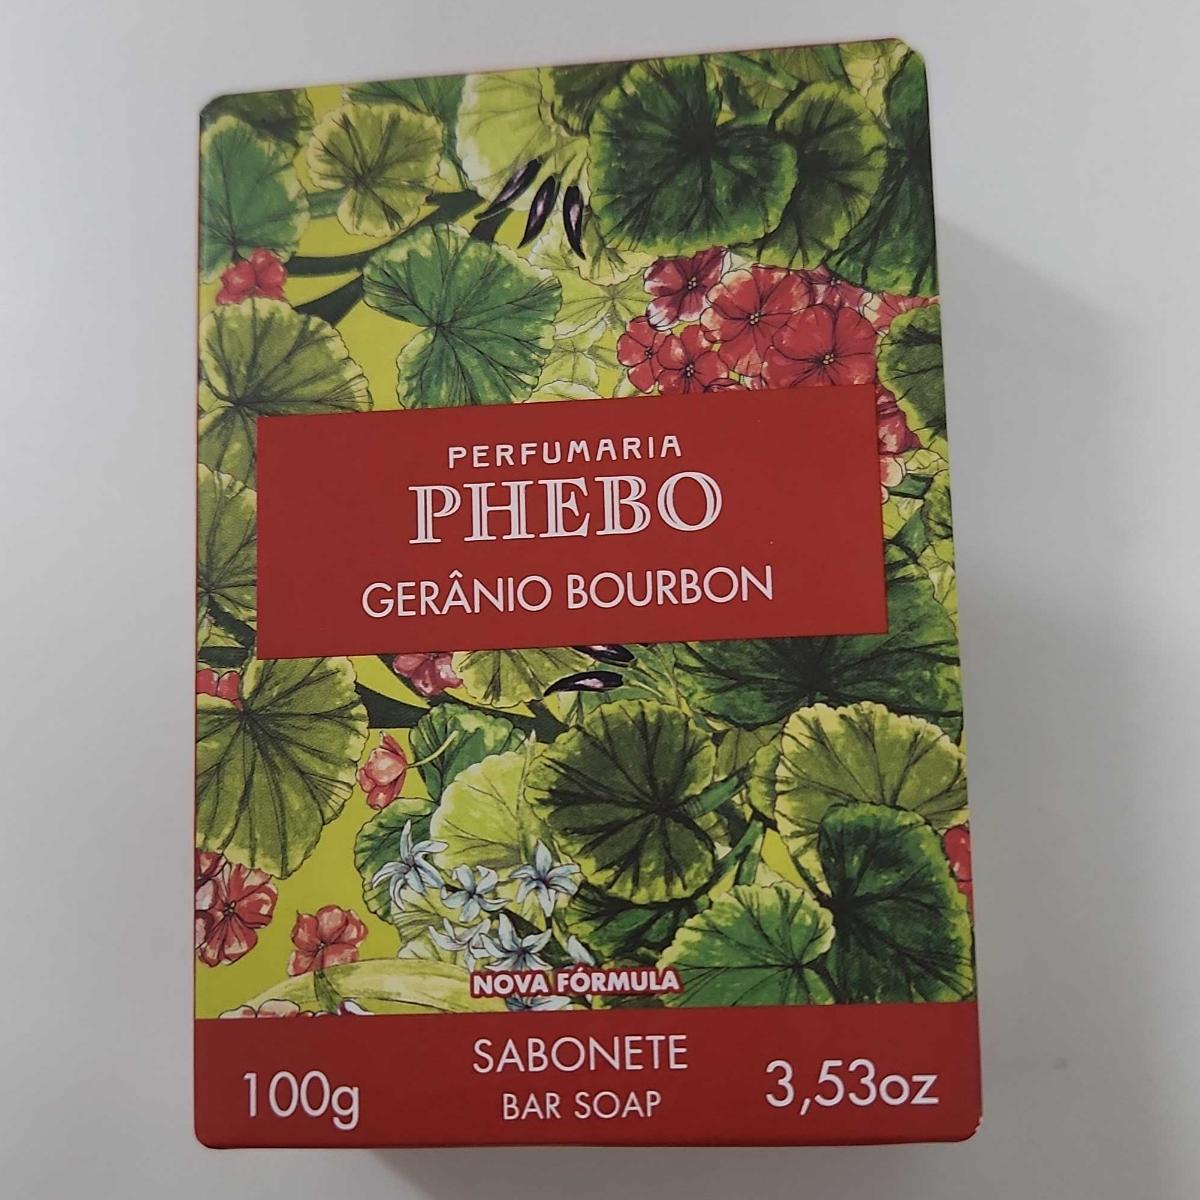 PERFUMARIA
PHEBO
GERÂNIO BOURBON
NOVA FÓRMULA
SABONETE
BAR SOAP
100g
3,53oz